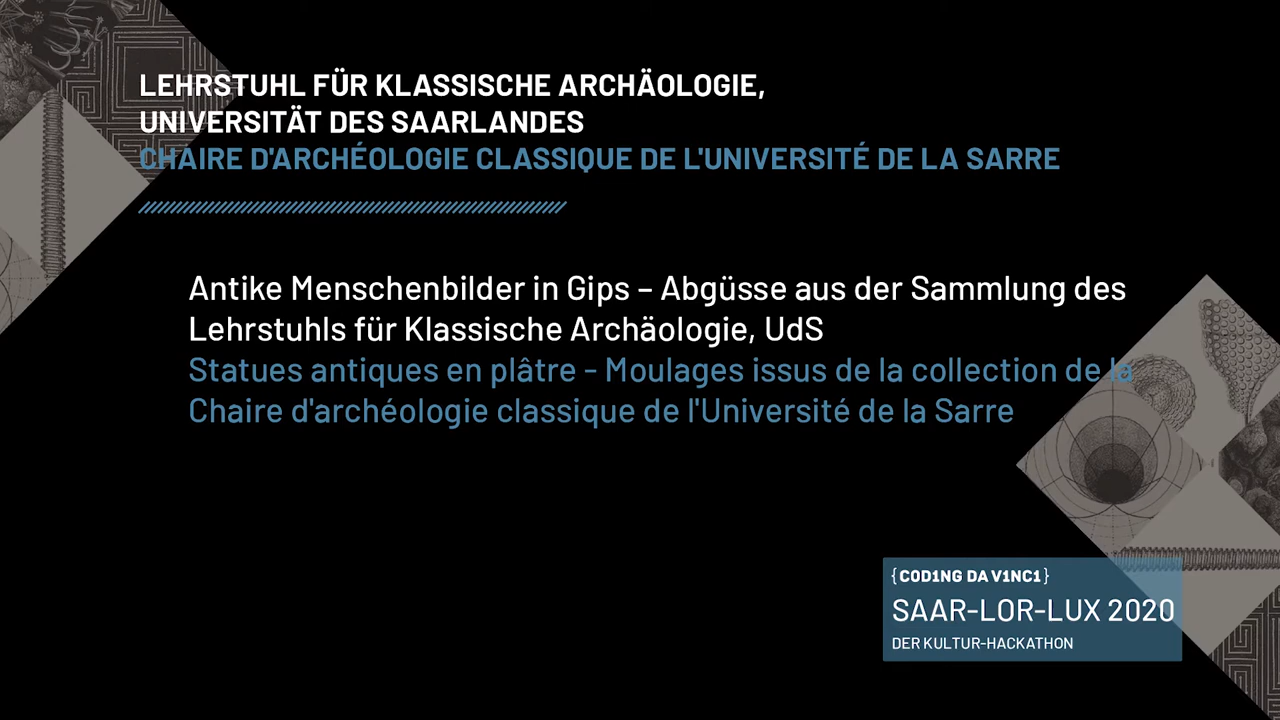 LEHRSTUHL FÜR KLASSISCHE ARCHÄOLOGIE,
UNIVERSITÄT DES SAARLANDES
CHAIRE D'ARCHÉOLOGIE CLASSIQUE DE L'UNIVERSITÉ DE LA SARRE
Antike Menschenbilder in Gips – Abgüsse aus der Sammlung des
Lehrstuhls für Klassische Archäologie, UdS
Statues antiques en plâtre - Moulages issus de la collection de la
Chaire d'archéologie classique de l'Université de la Sarre
{COD1NG DA V1NC1}
SAAR-LOR-LUX 2020
DER KULTUR-HACKATHON